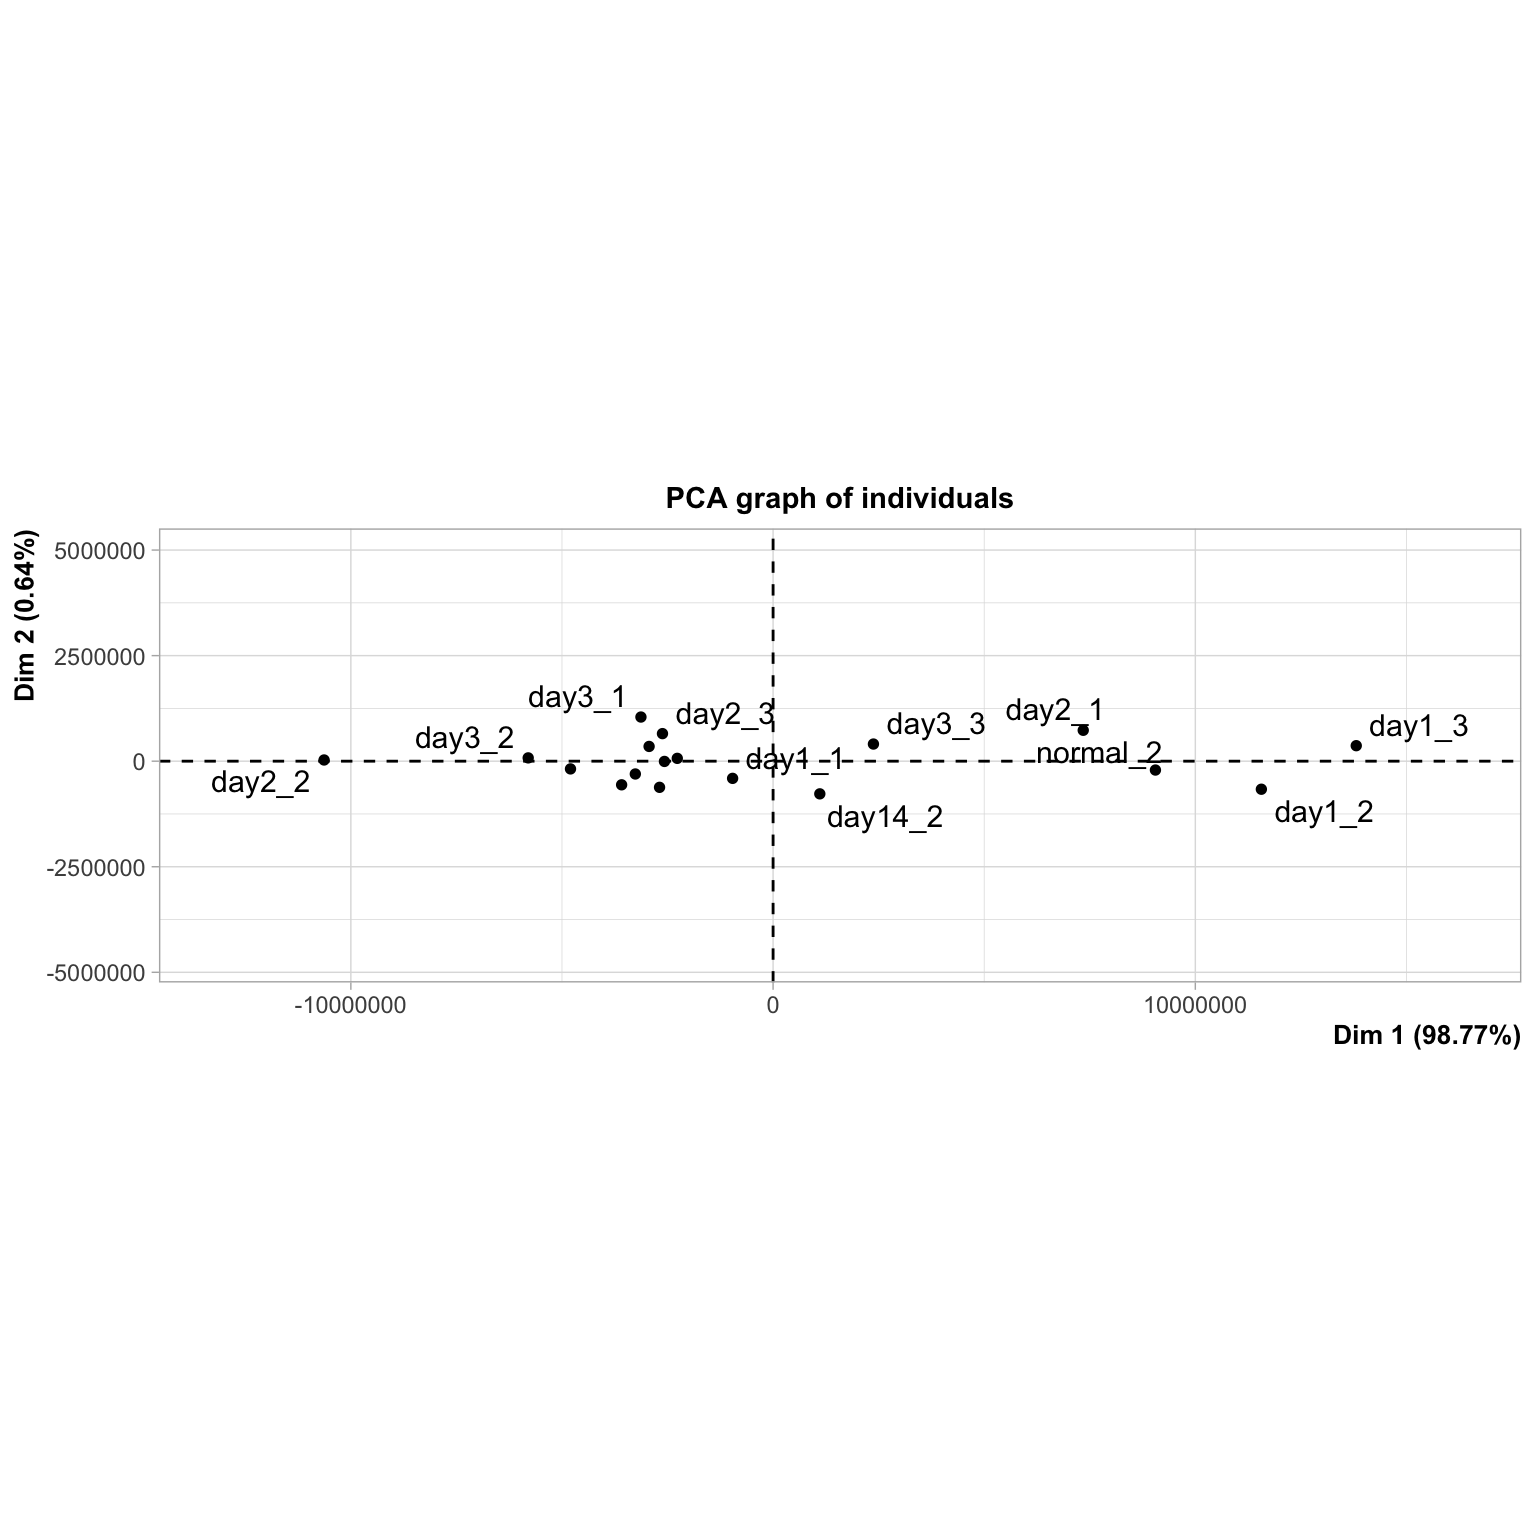 PCA graph of individuals
Dim 2 (0.64%)
5000000
2500000
0
-2500000
-5000000
day3_1
day2_3
day3_2
day2_2
day1_1
day14_2
day3_3
day2_1
normal_2
day1_3
day1_2
-10000000
0
10000000
Dim 1 (98.77%)